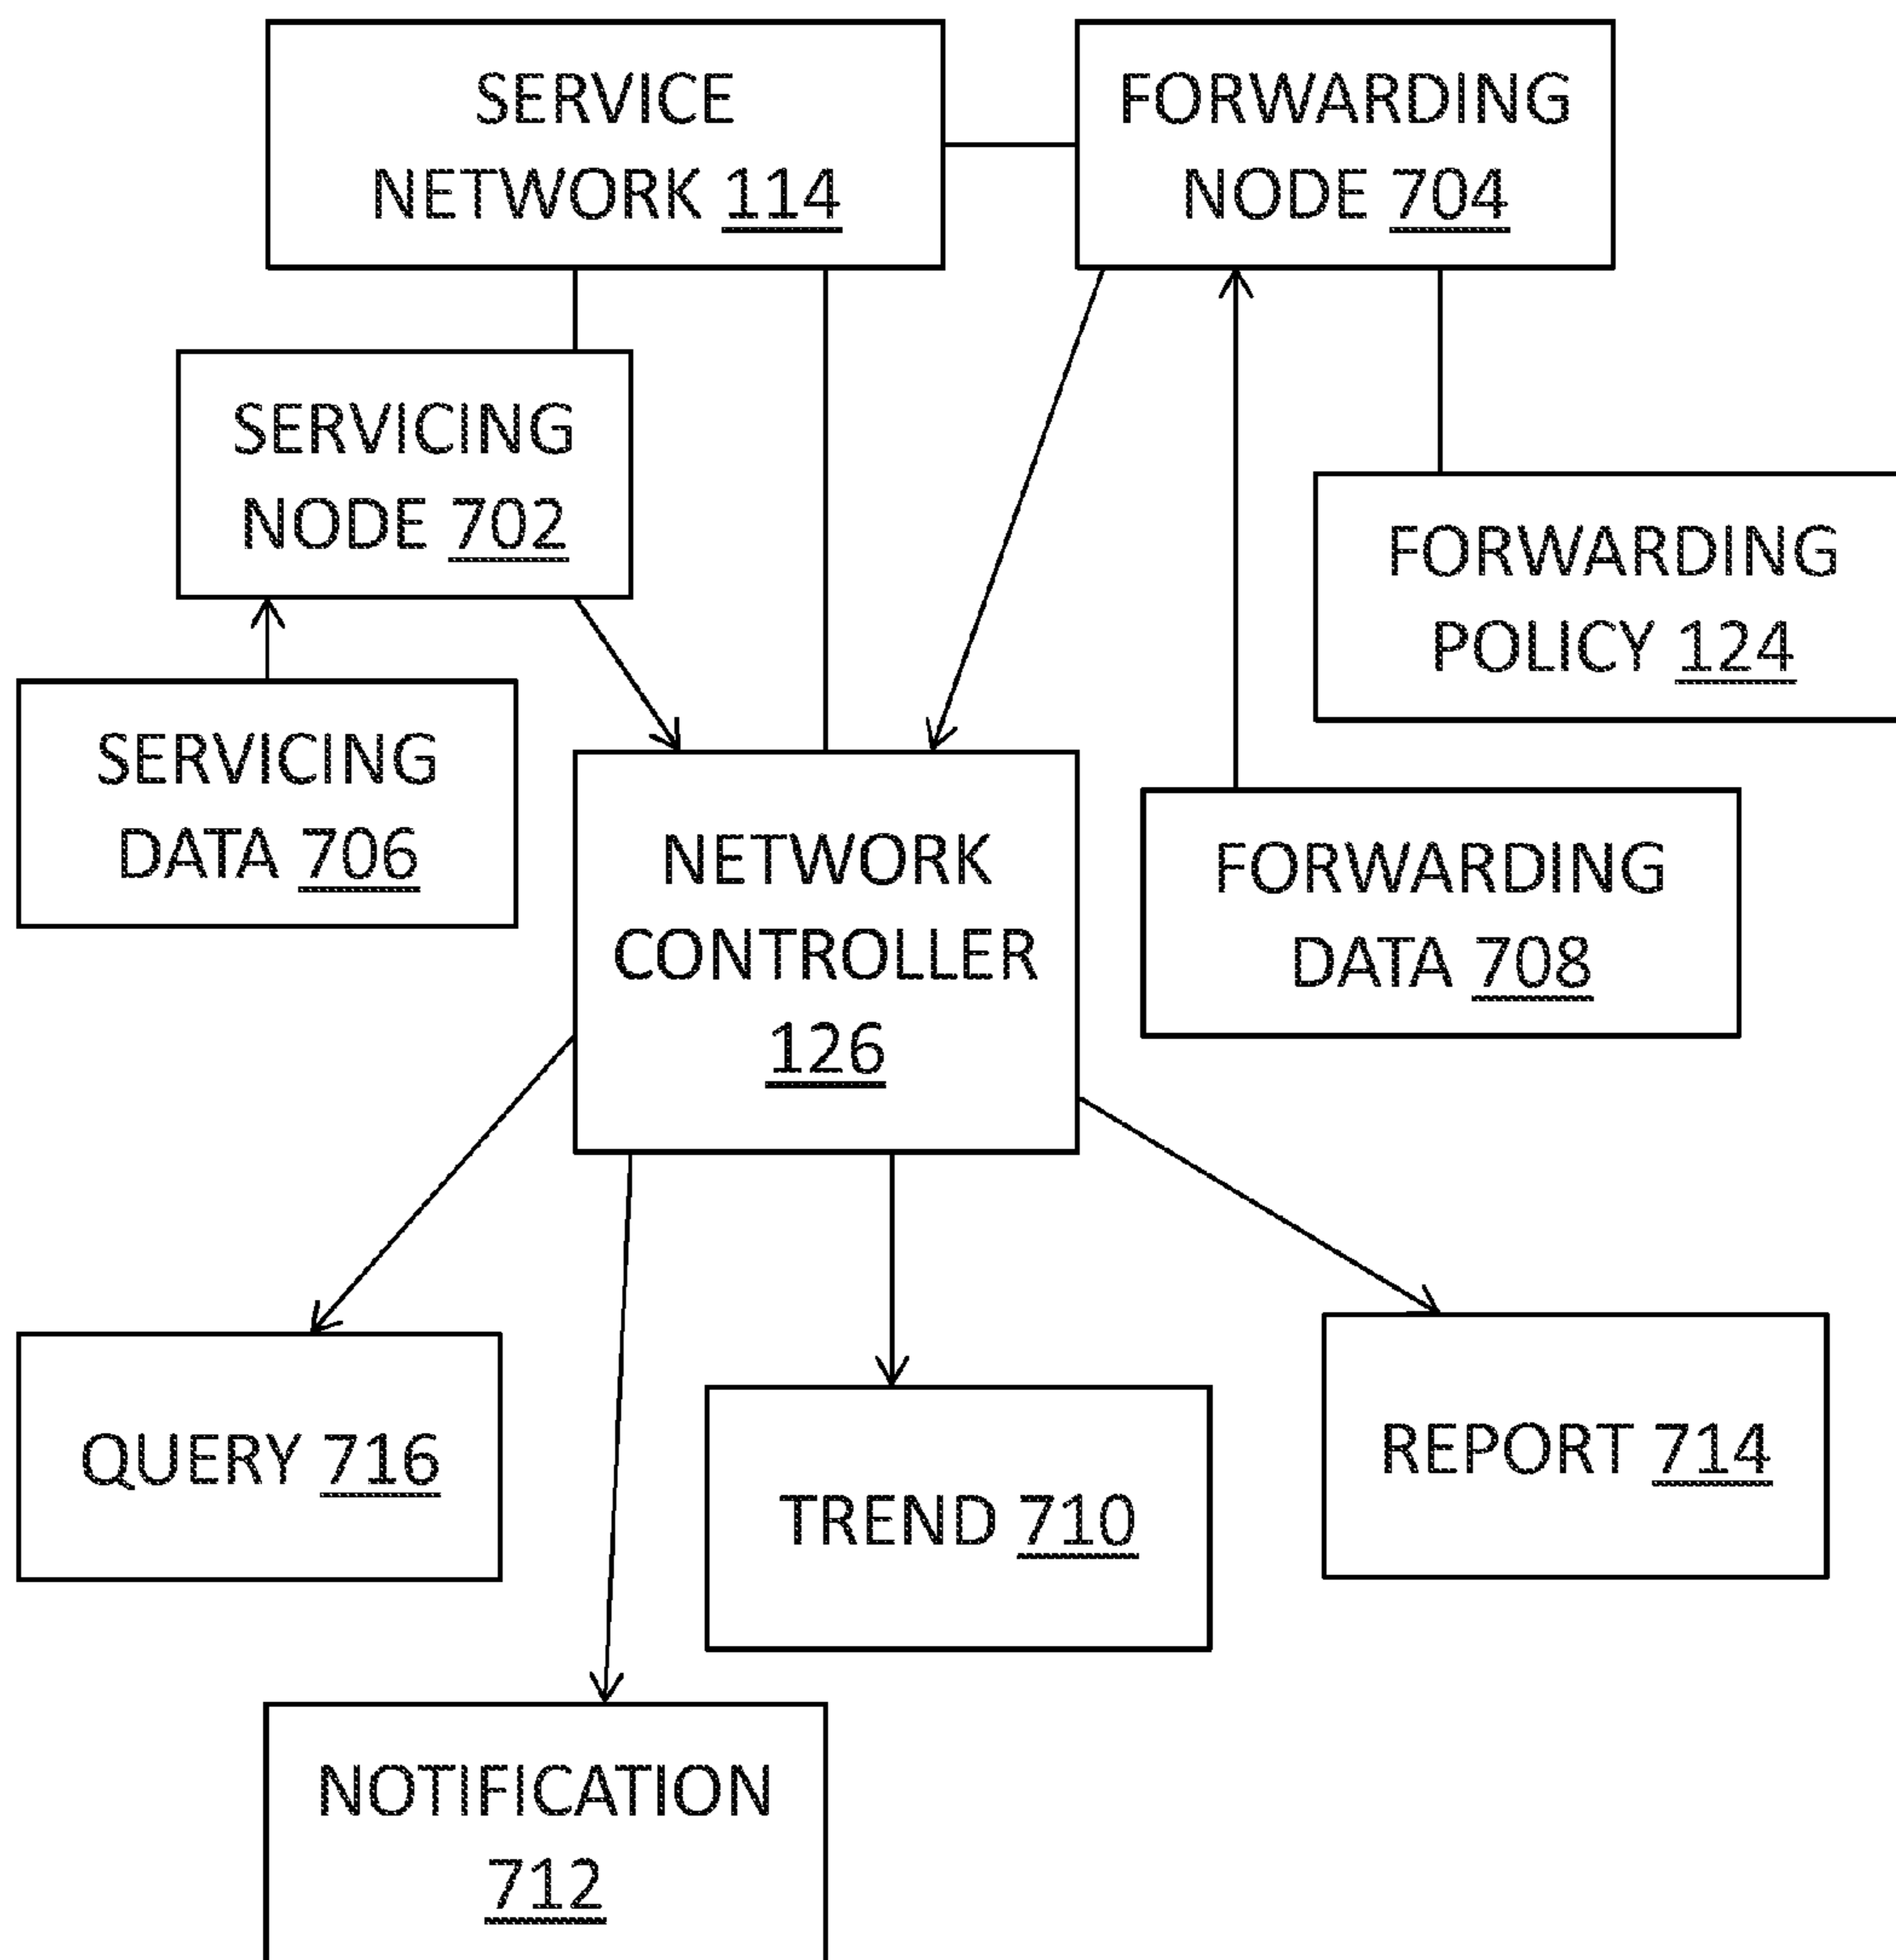 SERVICE
NETWORK 114
FORWARDING
NODE 704
SERVICING
NODE 702
FORWARDING
POLICY 124
SERVICING
DATA 706
NETWORK
CONTROLLER
126
FORWARDING
DATA 708
QUERY 716
TREND 710
REPORT 714
NOTIFICATION
712